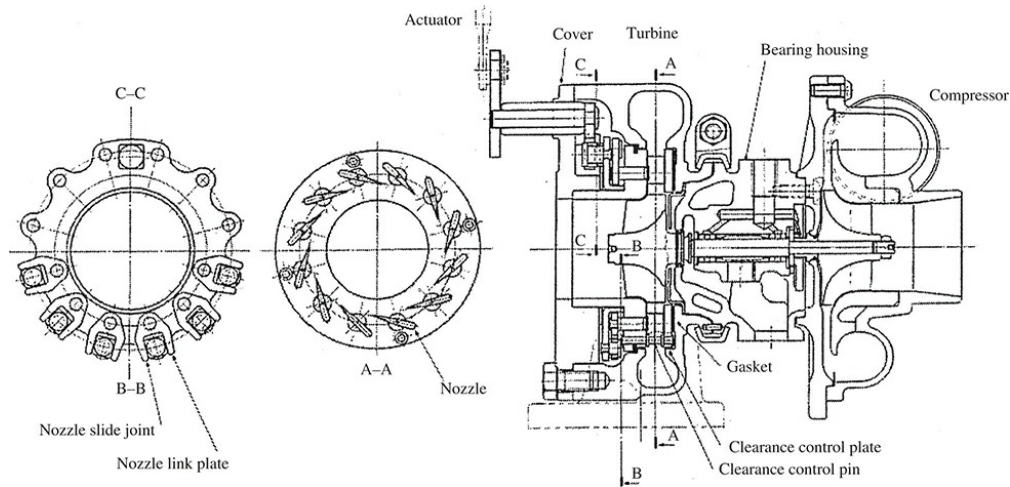 Actuator
Cover
Turbine
Bearing housing
Compressor
C–C
C
A
C
B
B–B
A–A
Nozzle
Nozzle slide joint
Nozzle link plate
Gasket
A
Clearance control plate
Clearance control pin
B